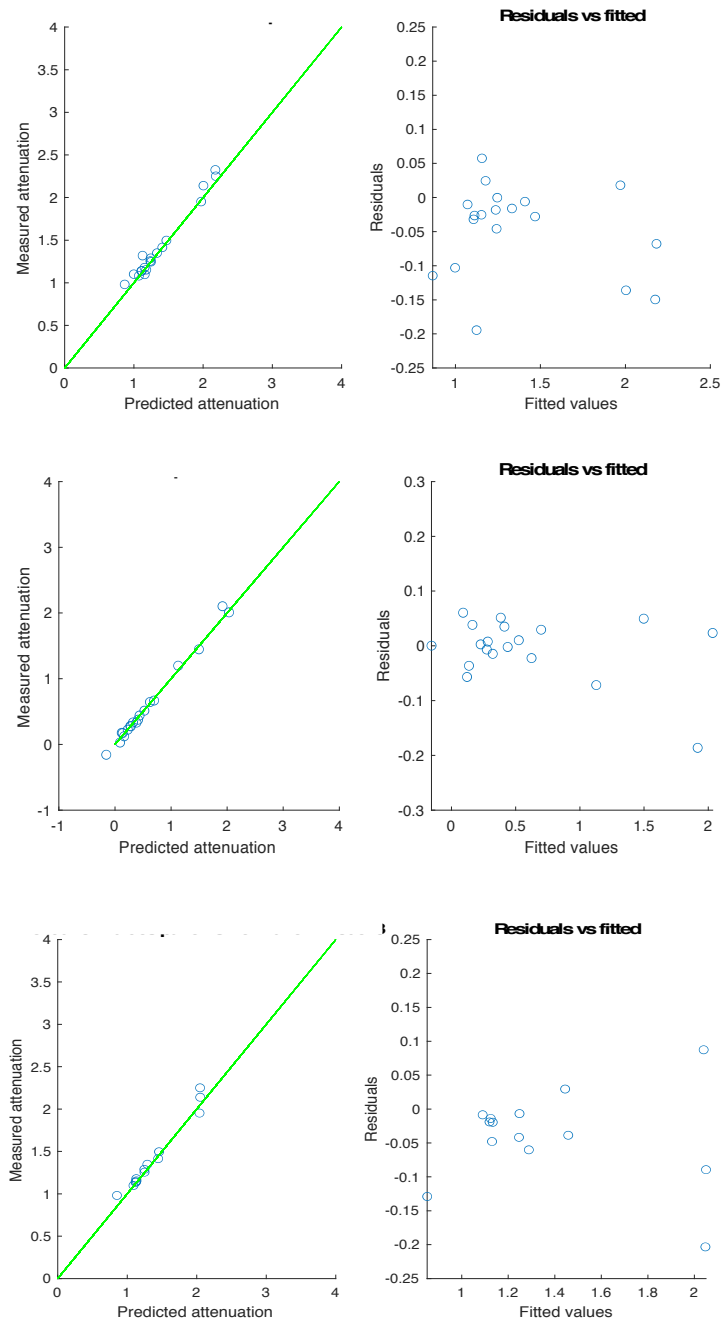 Residuals vs fitted
4
3.5
3
2.5
2
1.5
1
0.5
0
0 1 2 3 4
Measured attenuation
Predicted attenuation
0.25
0.2
0.15
0.1
0.05
0
-0.05
-0.1
-0.15
-0.2
-0.25
1 1.5 2 2.5
Residuals
Fitted values
Residuals vs fitted
4
3
2
1
0
-1
-1 0 1 2 3 4
Measured attenuation
Predicted attenuation
0.3
0.2
0.1
0
-0.1
-0.2
-0.3
0 0.5 1 1.5 2
Residuals
Fitted values
Residuals vs fitted
4
3.5
3
2.5
2
1.5
1
0.5
0
0 1 2 3 4
Measured attenuation
Predicted attenuation
0.25
0.2
0.15
0.1
0.05
0
-0.05
-0.1
-0.15
-0.2
-0.25
1 1.2 1.4 1.6 1.8 2
Residuals
Fitted values